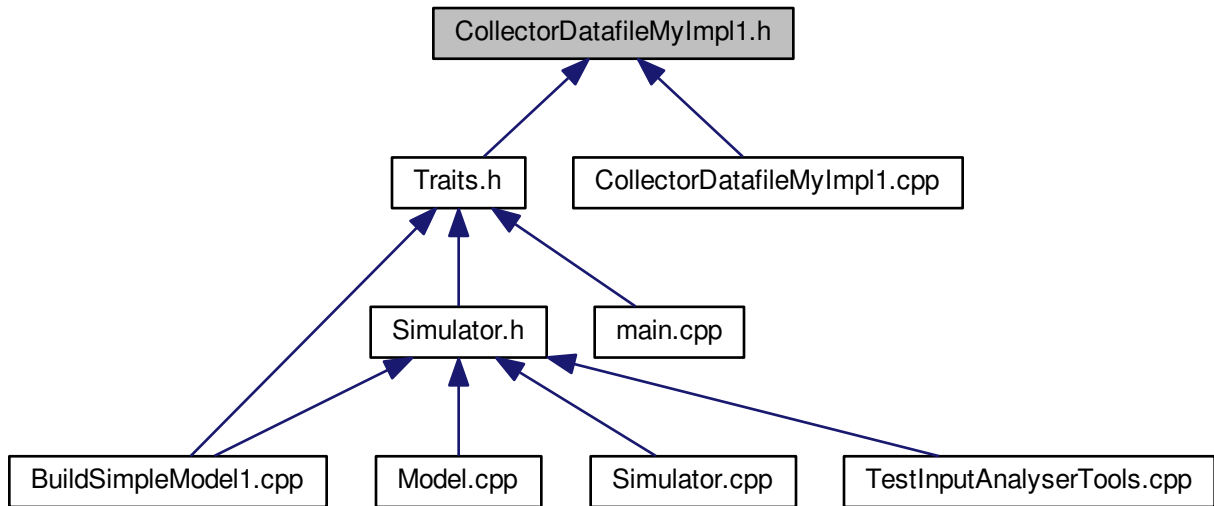 CollectorDatafileMyImpl1.h
Traits.h
CollectorDatafileMyImpl1.cpp
Simulator.h
main.cpp
BuildSimpleModel1.cpp
Model.cpp
Simulator.cpp
TestInputAnalyserTools.cpp